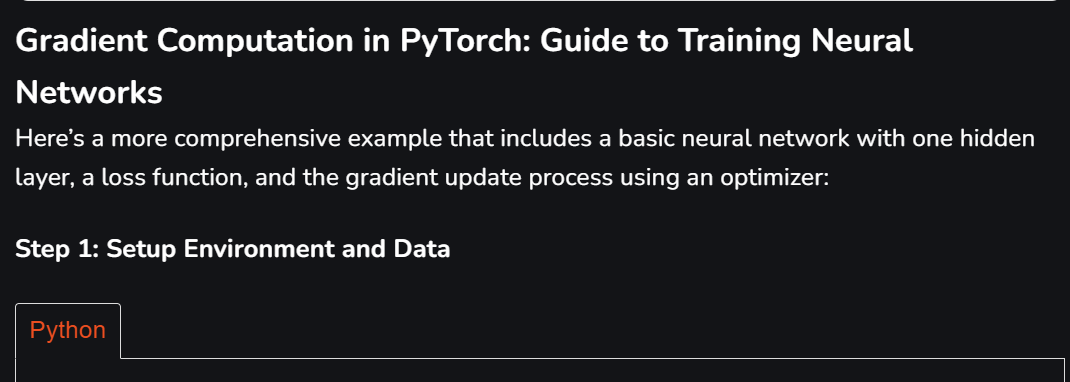 Gradient Computation in PyTorch: Guide to Training Neural
Networks
Here’s a more comprehensive example that includes a basic neural network with one hidden
layer, a loss function, and the gradient update process using an optimizer:
Step 1: Setup Environment and Data
Python